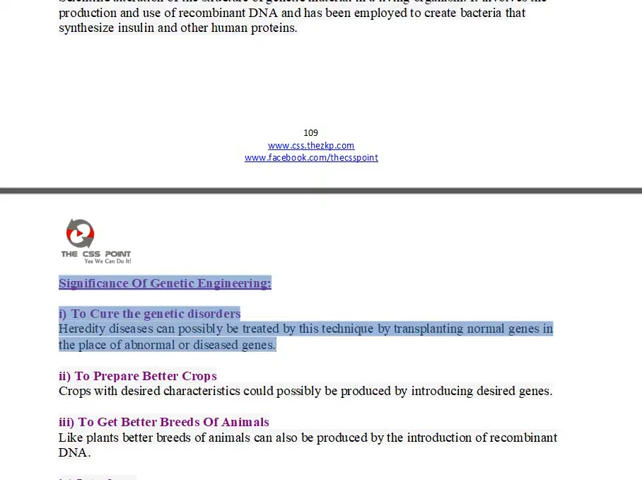 production and use of recombinant DNA and has been employed to create bacteria that
synthesize insulin and other human proteins.
109
www.css.thezkp.com
www.facebook.com/thecsspoint
THE CSS POINT
Yes We Can Do It!
Significance Of Genetic Engineering:
i) To Cure the genetic disorders
Heredity diseases can possibly be treated by this technique by transplanting normal genes in
the place of abnormal or diseased genes.
ii) To Prepare Better Crops
Crops with desired characteristics could possibly be produced by introducing desired genes.
iii) To Get Better Breeds Of Animals
Like plants better breeds of animals can also be produced by the introduction of recombinant
DNA.